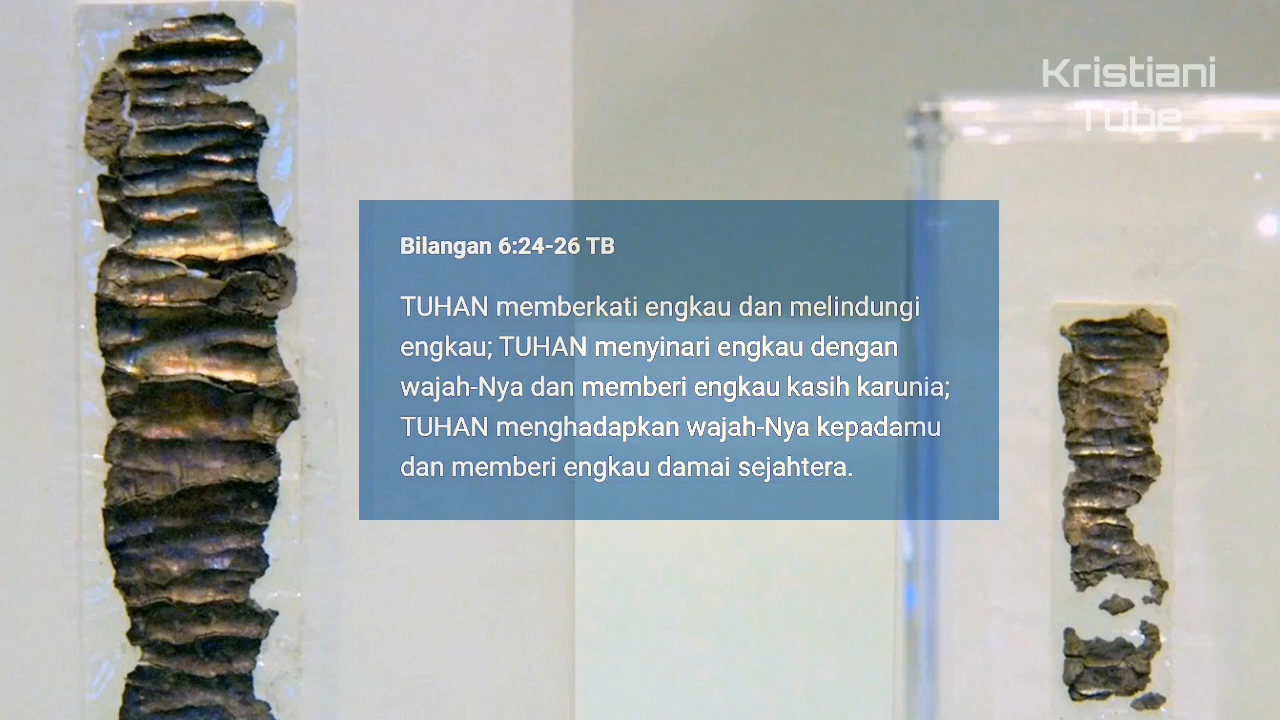 Kristiani
Tube
Bilangan 6:24-26 TB
TUHAN memberkati engkau dan melindungi
engkau; TUHAN menyinari engkau dengan
wajah-Nya dan memberi engkau kasih karunia;
TUHAN menghadapkan wajah-Nya kepadamu
dan memberi engkau damai sejahtera.